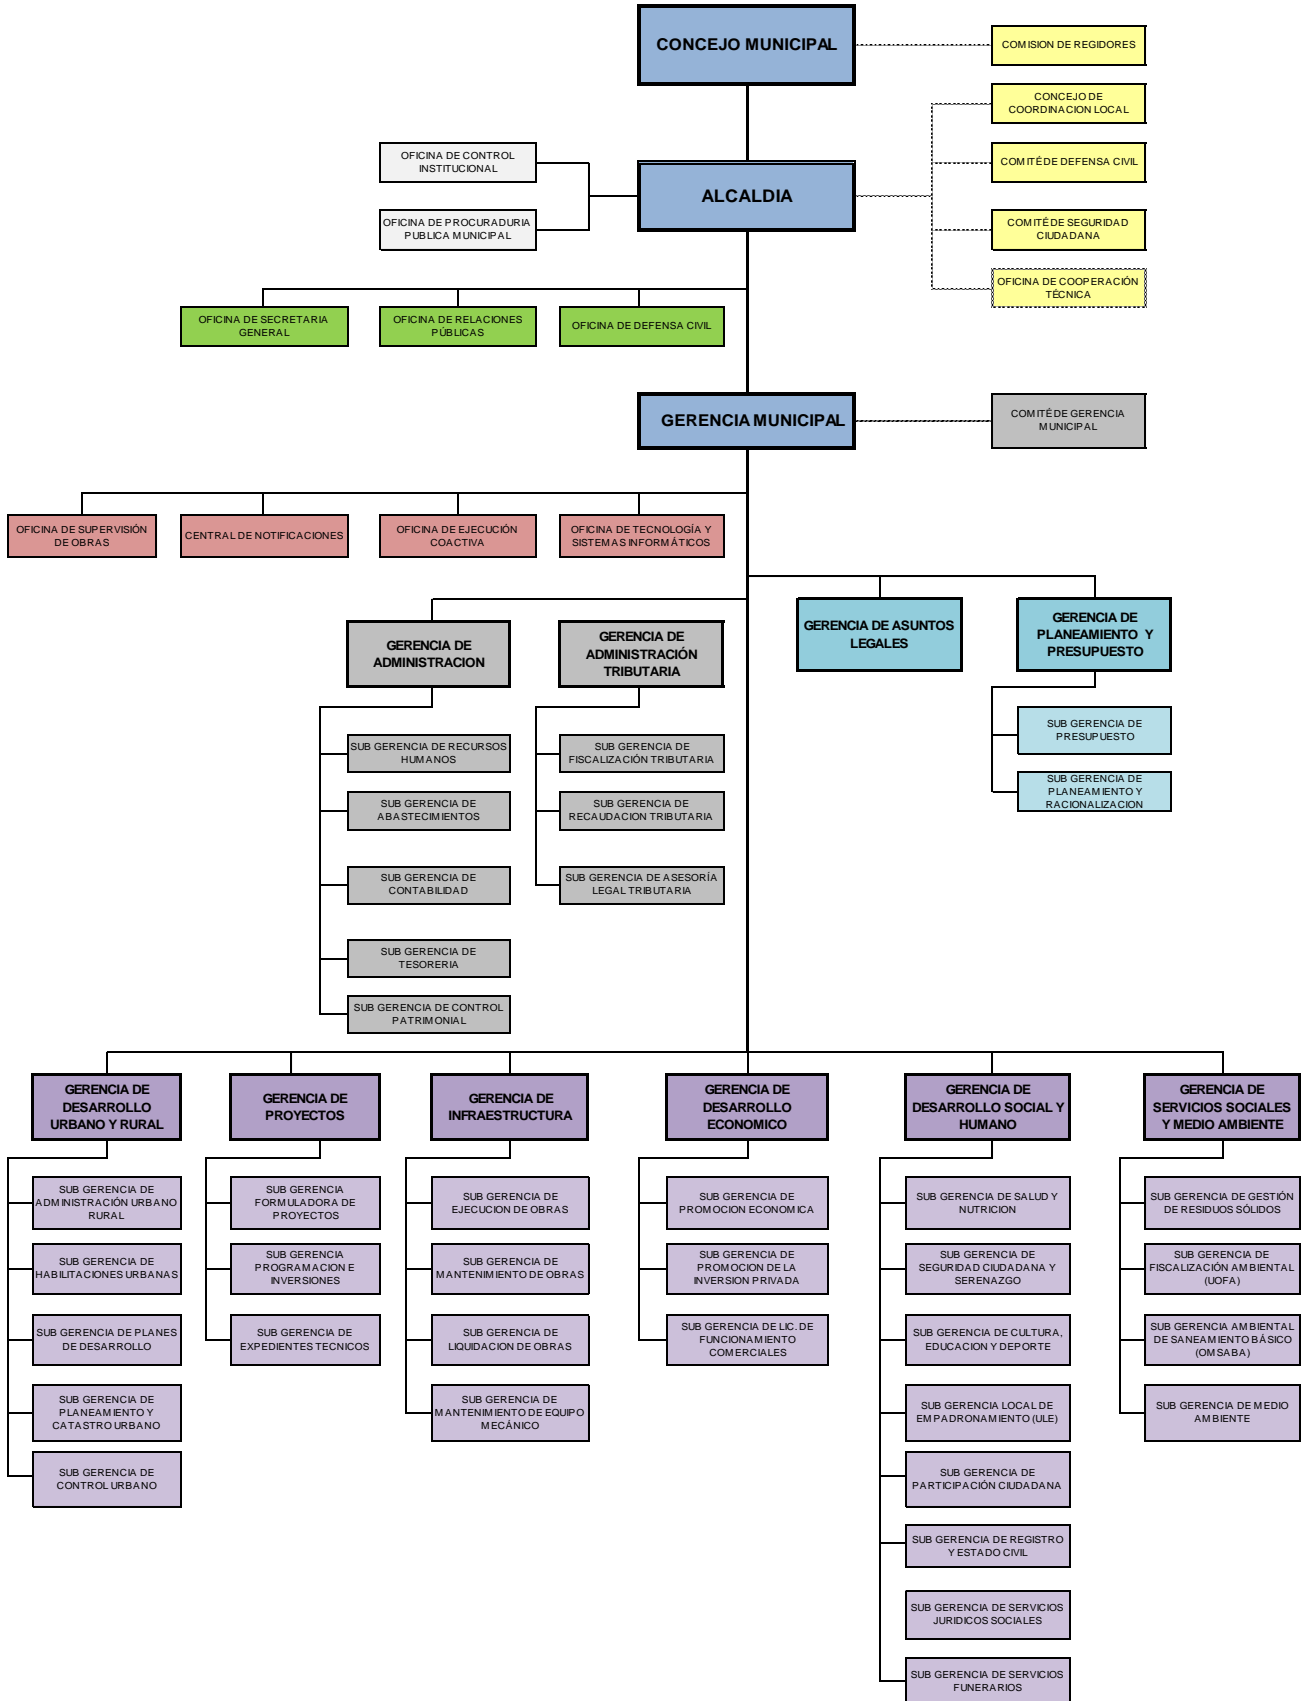 CONCEJO MUNICIPAL
COMISION DE REGIDORES
CONCEJO DE
COORDINACION LOCAL
OFICINA DE CONTROL
INSTITUCIONAL
COMITÉ DE DEFENSA CIVIL
ALCALDIA
OFICINA DE PROCURADURIA
PUBLICA MUNICIPAL
COMITÉ DE SEGURIDAD
CIUDADANA
OFICINA DE COOPERACIÓN
TÉCNICA
OFICINA DE SECRETARIA
GENERAL
OFICINA DE RELACIONES
PÚBLICAS
OFICINA DE DEFENSA CIVIL
GERENCIA MUNICIPAL
COMITÉ DE GERENCIA
MUNICIPAL
OFICINA DE SUPERVISIÓN
DE OBRAS
CENTRAL DE NOTIFICACIONES
OFICINA DE EJECUCIÓN
COACTIVA
OFICINA DE TECNOLOGÍA Y
SISTEMAS INFORMÁTICOS
GERENCIA DE
ADMINISTRACION
GERENCIA DE
ADMINISTRACIÓN
TRIBUTARIA
GERENCIA DE ASUNTOS
LEGALES
GERENCIA DE
PLANEAMIENTO Y
PRESUPUESTO
SUB GERENCIA DE RECURSOS
HUMANOS
SUB GERENCIA DE
ABASTECIMIENTOS
SUB GERENCIA DE
CONTABILIDAD
SUB GERENCIA DE
TESORERIA
SUB GERENCIA DE CONTROL
PATRIMONIAL
SUB GERENCIA DE
FISCALIZACIÓN TRIBUTARIA
SUB GERENCIA DE
RECAUDACION TRIBUTARIA
SUB GERENCIA DE ASESORÍA
LEGAL TRIBUTARIA
SUB GERENCIA DE
PRESUPUESTO
SUB GERENCIA DE
PLANEAMIENTO Y
RACIONALIZACION
GERENCIA DE
DESARROLLO
URBANO Y RURAL
SUB GERENCIA DE
ADMINISTRACIÓN URBANO
RURAL
SUB GERENCIA DE
HABILITACIONES URBANAS
SUB GERENCIA DE PLANES
DE DESARROLLO
SUB GERENCIA DE
PLANEAMIENTO Y
CATASTRO URBANO
SUB GERENCIA DE
CONTROL URBANO
GERENCIA DE
PROYECTOS
SUB GERENCIA
FORMULADORA DE
PROYECTOS
SUB GERENCIA
PROGRAMACION E
INVERSIONES
SUB GERENCIA DE
EXPEDIENTES TECNICOS
GERENCIA DE
INFRAESTRUCTURA
SUB GERENCIA DE
EJECUCION DE OBRAS
SUB GERENCIA DE
MANTENIMIENTO DE OBRAS
SUB GERENCIA DE
LIQUIDACION DE OBRAS
SUB GERENCIA DE
MANTENIMIENTO DE EQUIPO
MECÁNICO
GERENCIA DE
DESARROLLO
ECONOMICO
SUB GERENCIA DE
PROMOCION ECONOMICA
SUB GERENCIA DE
PROMOCION DE LA
INVERSION PRIVADA
SUB GERENCIA DE LIC. DE
FUNCIONAMIENTO
COMERCIALES
GERENCIA DE
DESARROLLO SOCIAL Y
HUMANO
SUB GERENCIA DE SALUD Y
NUTRICION
SUB GERENCIA DE
SEGURIDAD CIUDADANA Y
SERENAZGO
SUB GERENCIA DE CULTURA,
EDUCACION Y DEPORTE
SUB GERENCIA LOCAL DE
EMPADRONAMIENTO (ULE)
SUB GERENCIA DE
PARTICIPACIÓN CIUDADANA
SUB GERENCIA DE REGISTRO
Y ESTADO CIVIL
SUB GERENCIA DE SERVICIOS
JURIDICOS SOCIALES
SUB GERENCIA DE SERVICIOS
FUNERARIOS
GERENCIA DE
SERVICIOS SOCIALES
Y MEDIO AMBIENTE
SUB GERENCIA DE GESTIÓN
DE RESIDUOS SÓLIDOS
SUB GERENCIA DE
FISCALIZACIÓN AMBIENTAL
(UOFA)
SUB GERENCIA AMBIENTAL
DE SANEAMIENTO BÁSICO
(OMSABA)
SUB GERENCIA DE MEDIO
AMBIENTE